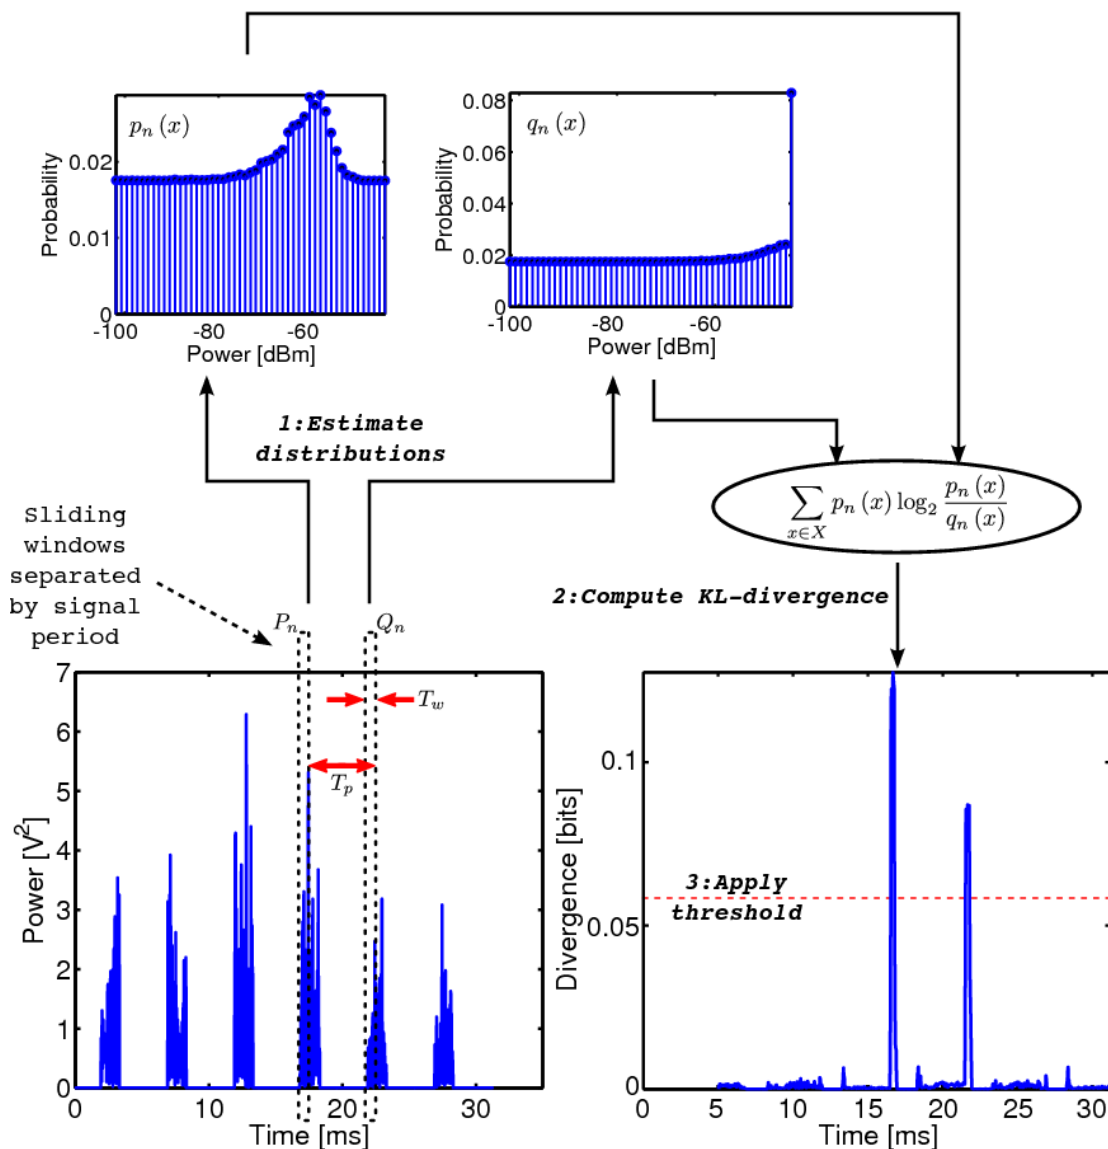 p_n (x)
Probability
0.02
0.01
0
-100
-80
-60
Power [dBm]
q_n (x)
Probability
0.08
0.06
0.04
0.02
0
-100
-80
-60
Power [dBm]
1:Estimate
distributions
∑_{x∈X} p_n (x) log_2 p_n (x) / q_n (x)
Sliding
windows
separated
by signal
period
2:Compute KL-divergence
P_n
Q_n
T_w
T_p
Power [V^2]
7
6
5
4
3
2
1
0
0
10
20
30
Time [ms]
Divergence [bits]
0.1
0.05
0
3:Apply
threshold
0
5
10
15
20
25
30
Time [ms]